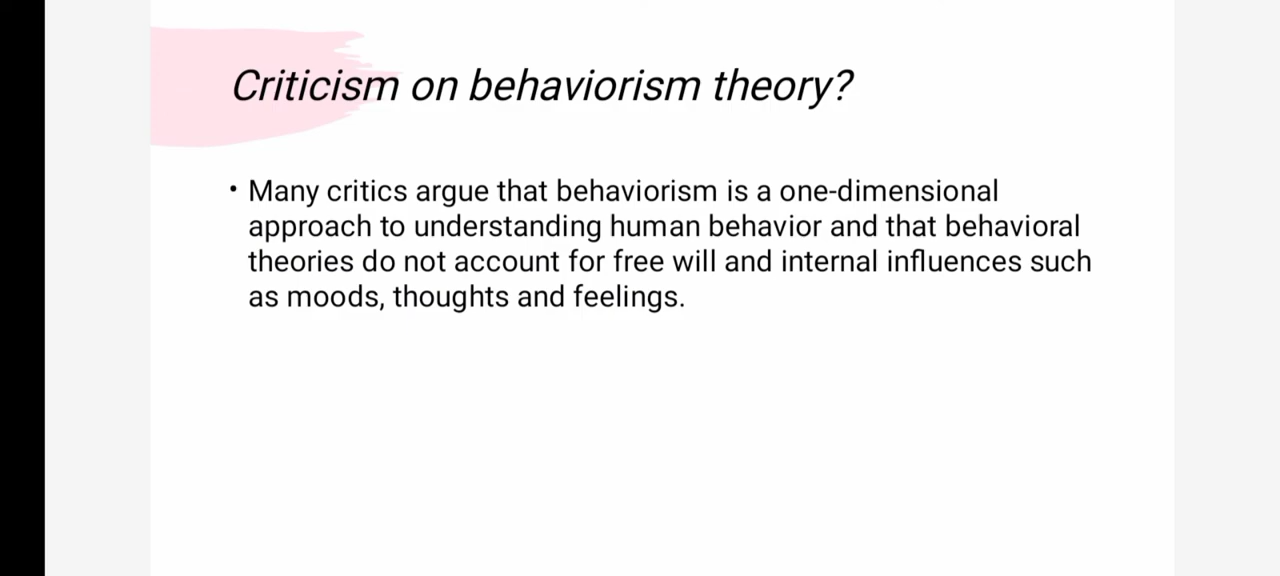 Criticism on behaviorism theory?
• Many critics argue that behaviorism is a one-dimensional
approach to understanding human behavior and that behavioral
theories do not account for free will and internal influences such
as moods, thoughts and feelings.